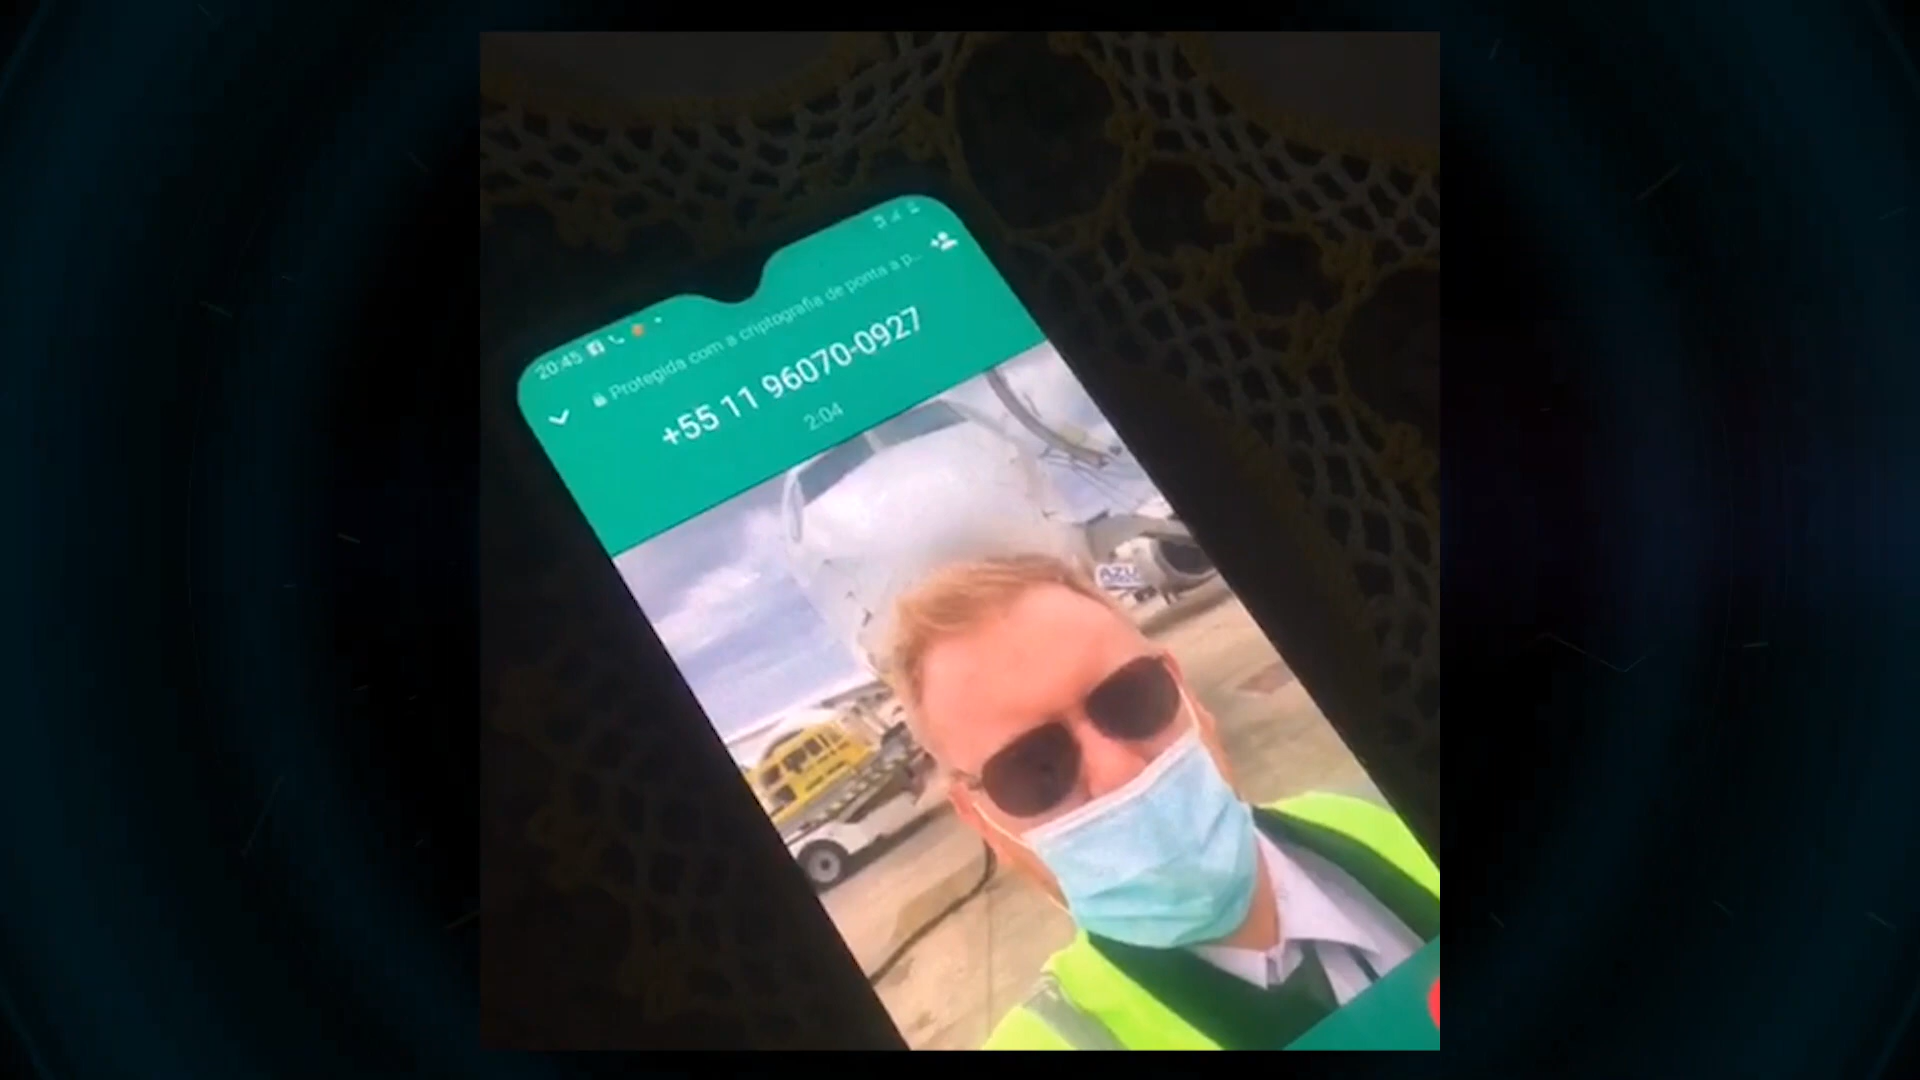 20:45
Protegida com a criptografia de ponta a p...
+55 11 96070-0927
2:04
AZU